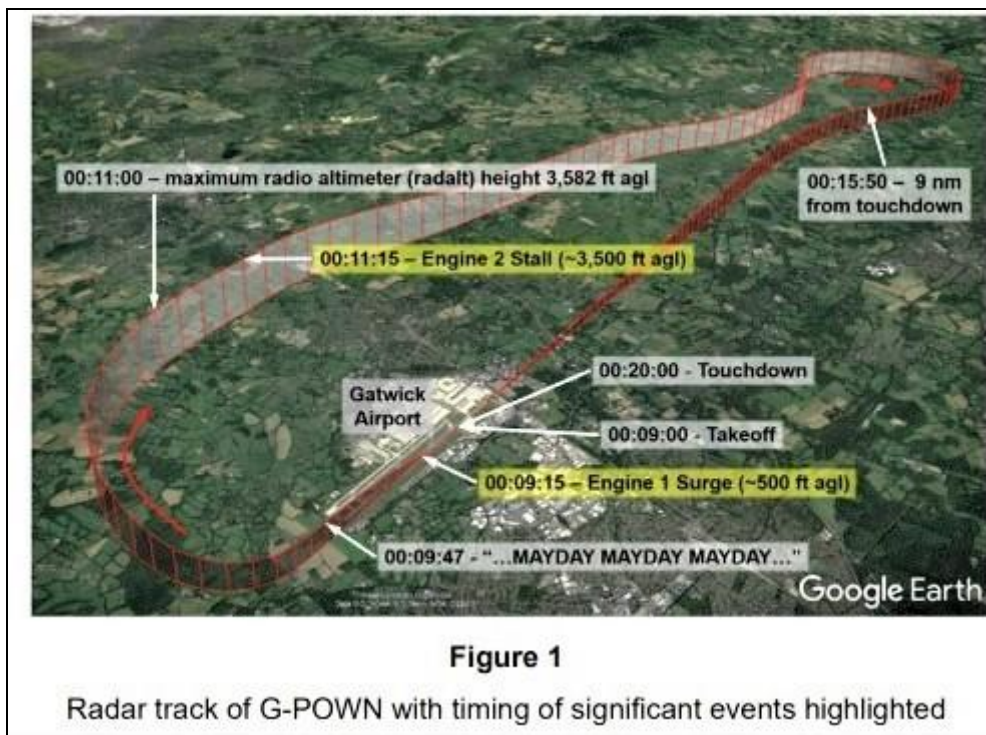 00:11:00 – maximum radio altimeter (radalt) height 3,582 ft agl
00:15:50 – 9 nm
from touchdown
00:11:15 – Engine 2 Stall (~3,500 ft agl)
00:20:00 - Touchdown
Gatwick
Airport
00:09:00 - Takeoff
00:09:15 – Engine 1 Surge (~500 ft agl)
00:09:47 - “...MAYDAY MAYDAY MAYDAY...”
Google Earth
Figure 1
Radar track of G-POWN with timing of significant events highlighted